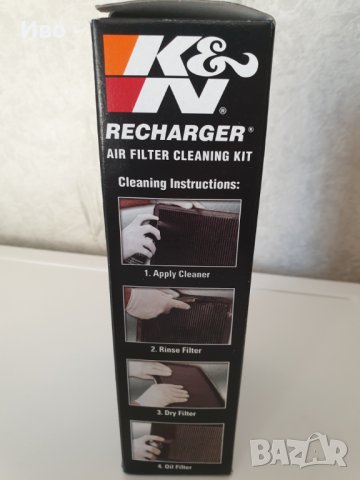 Иво
K&N®
RECHARGER®
AIR FILTER CLEANING KIT
Cleaning Instructions:
1. Apply Cleaner
2. Rinse Filter
3. Dry Filter
4. Oil Filter
BAZAR